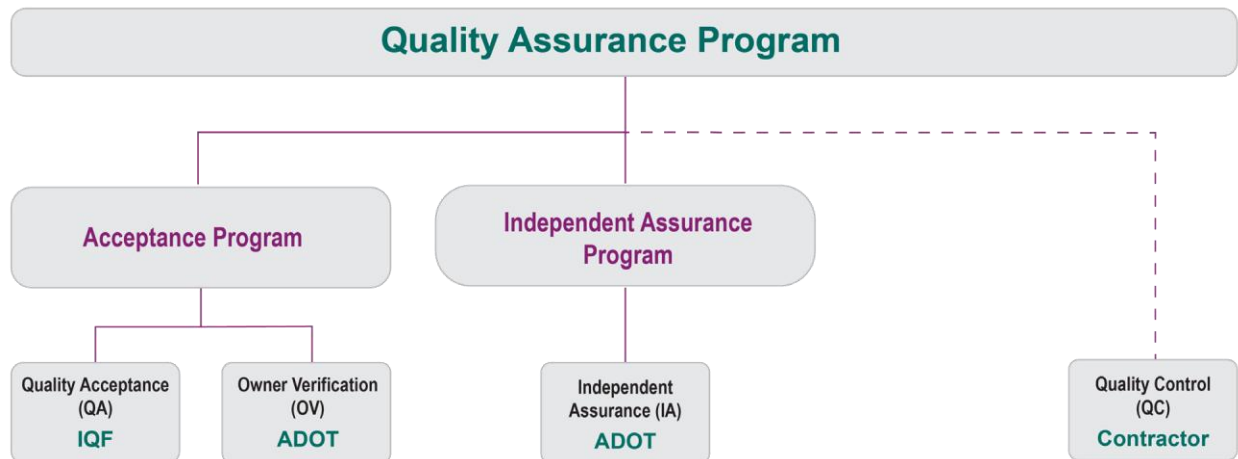 Quality Assurance Program
Acceptance Program
Independent Assurance
Program
Quality Acceptance
(QA)
IQF
Owner Verification
(OV)
ADOT
Independent
Assurance (IA)
ADOT
Quality Control
(QC)
Contractor